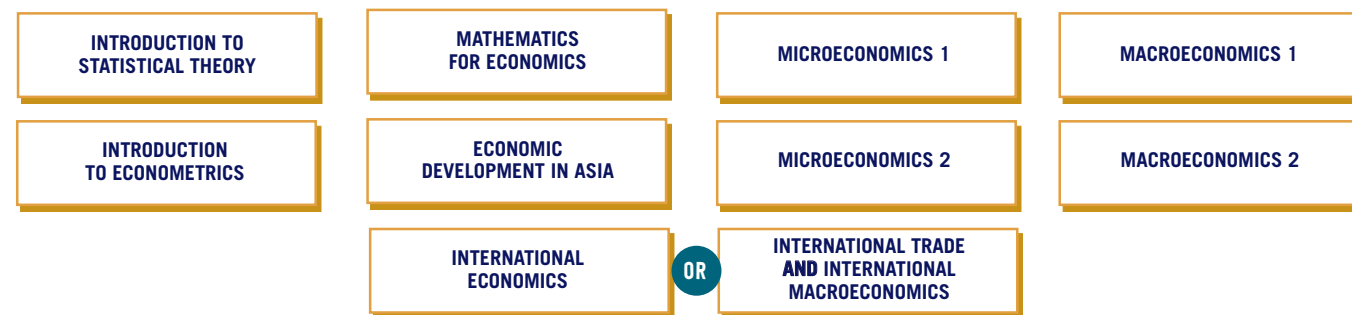 INTRODUCTION TO
STATISTICAL THEORY
MATHEMATICS
FOR ECONOMICS
MICROECONOMICS 1
MACROECONOMICS 1
INTRODUCTION
TO ECONOMETRICS
ECONOMIC
DEVELOPMENT IN ASIA
MICROECONOMICS 2
MACROECONOMICS 2
INTERNATIONAL
ECONOMICS
OR
INTERNATIONAL TRADE
AND INTERNATIONAL
MACROECONOMICS